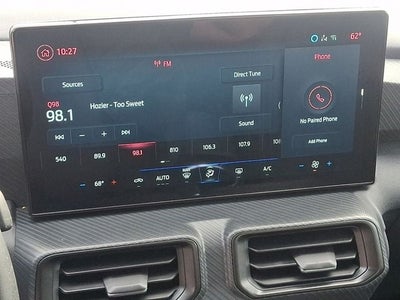 10:27
62°
FM
Phone
Sources
Direct Tune
Q98
Hozier - Too Sweet
98.1
No Paired Phone
Sound
Add Phone
540 89.9 98.1 810 106.3 107.9
68° AUTO A/C